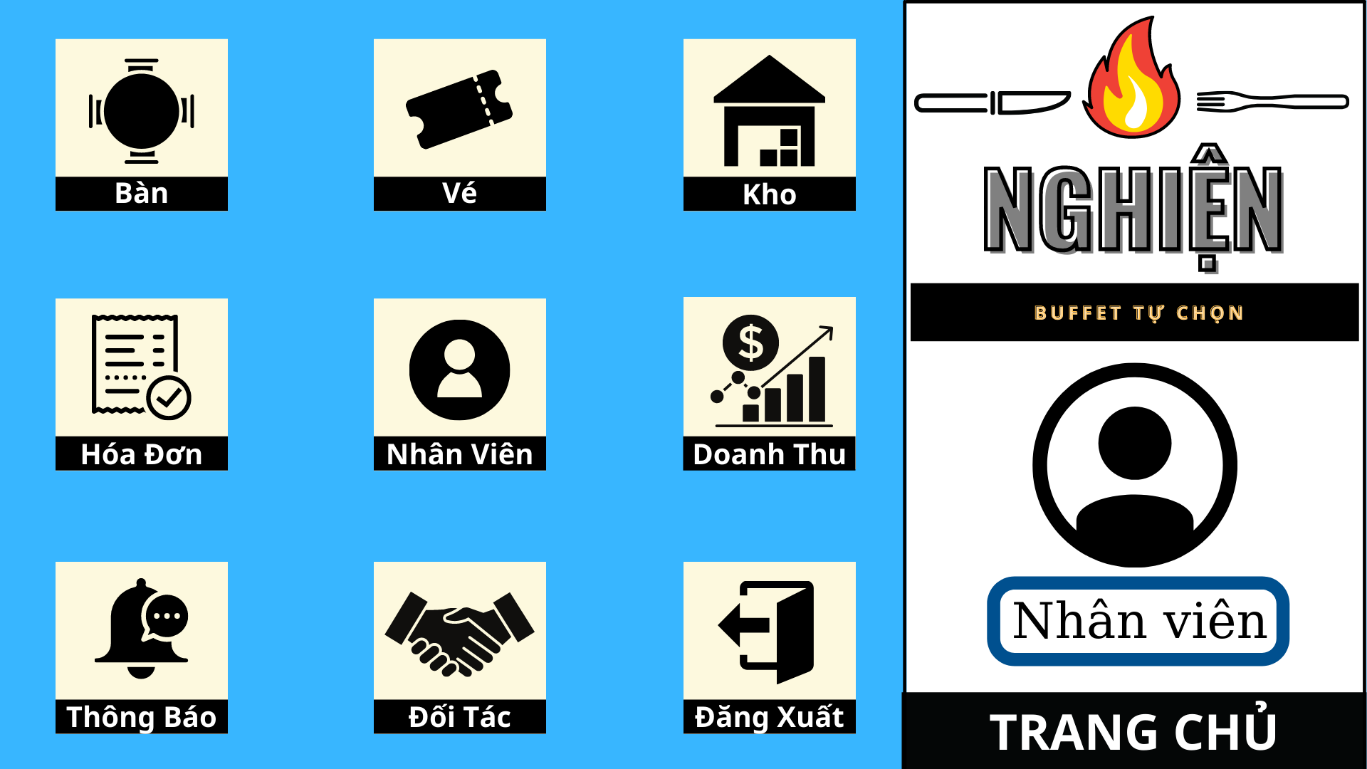 Bàn
Vé
Kho
Hóa Đơn
Nhân Viên
$
Doanh Thu
Thông Báo
Đối Tác
Đăng Xuất
NGHIỆN
BUFFET TỰ CHỌN
Nhân viên
TRANG CHỦ